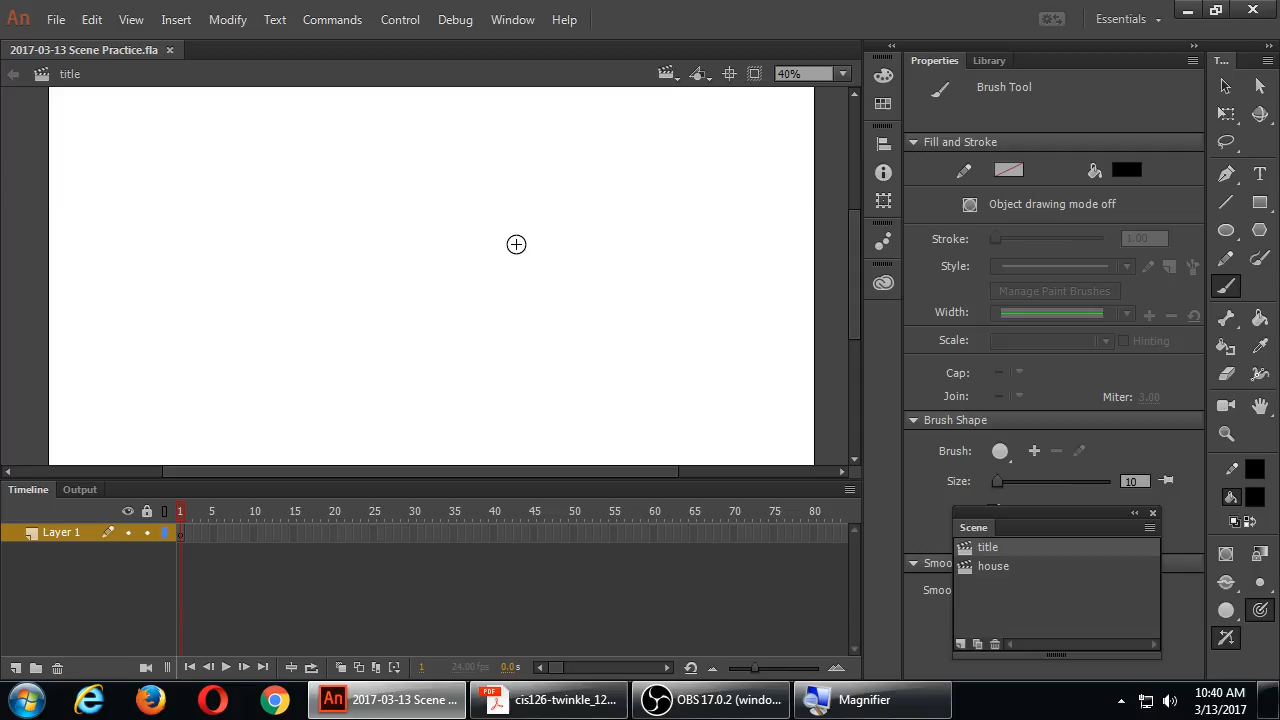 An File Edit View Insert Modify Text Commands Control Debug Window Help Essentials
2017-03-13 Scene Practice.fla
title 40%
Properties Library T...
Brush Tool
Fill and Stroke
Object drawing mode off
Stroke: 1.00
Style:
Manage Paint Brushes
Width:
Scale: Hinting
Cap:
Join: Miter: 3.00
Brush Shape
Brush:
Size: 10
Smoo
Smoo
Scene
title
house
Timeline Output
1 5 10 15 20 25 30 35 40 45 50 55 60 65 70 75 80
Layer 1
1 24.00 fps 0.0s
An 2017-03-13 Scene ... PDF cis126-twinkle_12... OBS 17.0.2 (windo... Magnifier
10:40 AM
3/13/2017